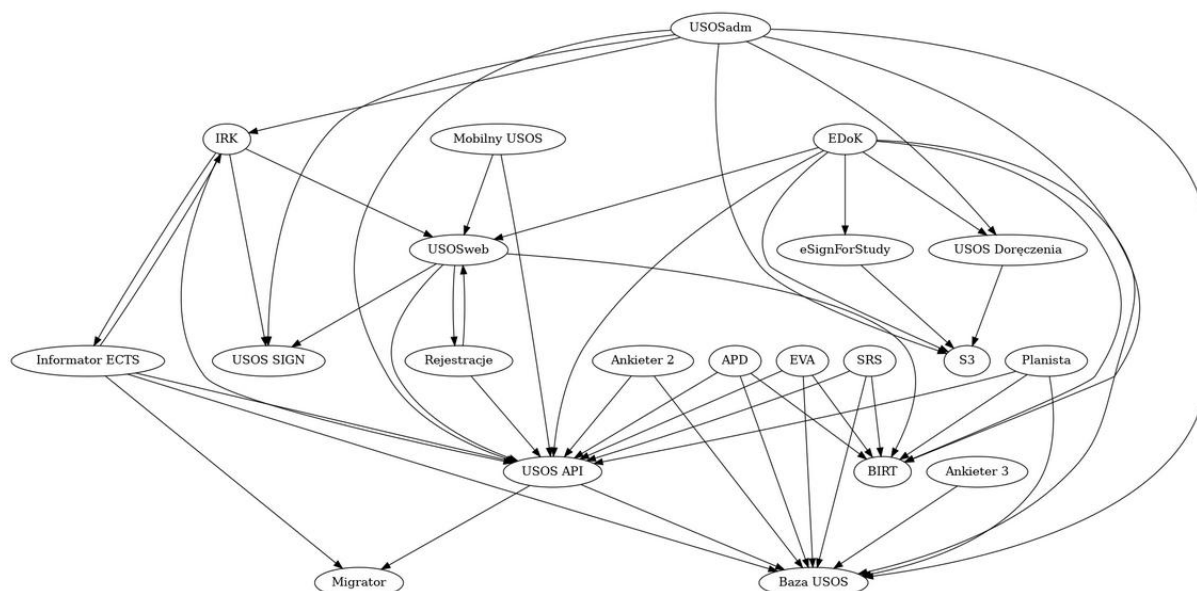 USOSadm
IRK
Mobilny USOS
EDoK
USOSweb
eSignForStudy
USOS Doręczenia
Informator ECTS
USOS SIGN
Rejestracje
Ankieter 2
APD
EVA
SRS
S3
Planista
USOS API
BIRT
Ankieter 3
Migrator
Baza USOS